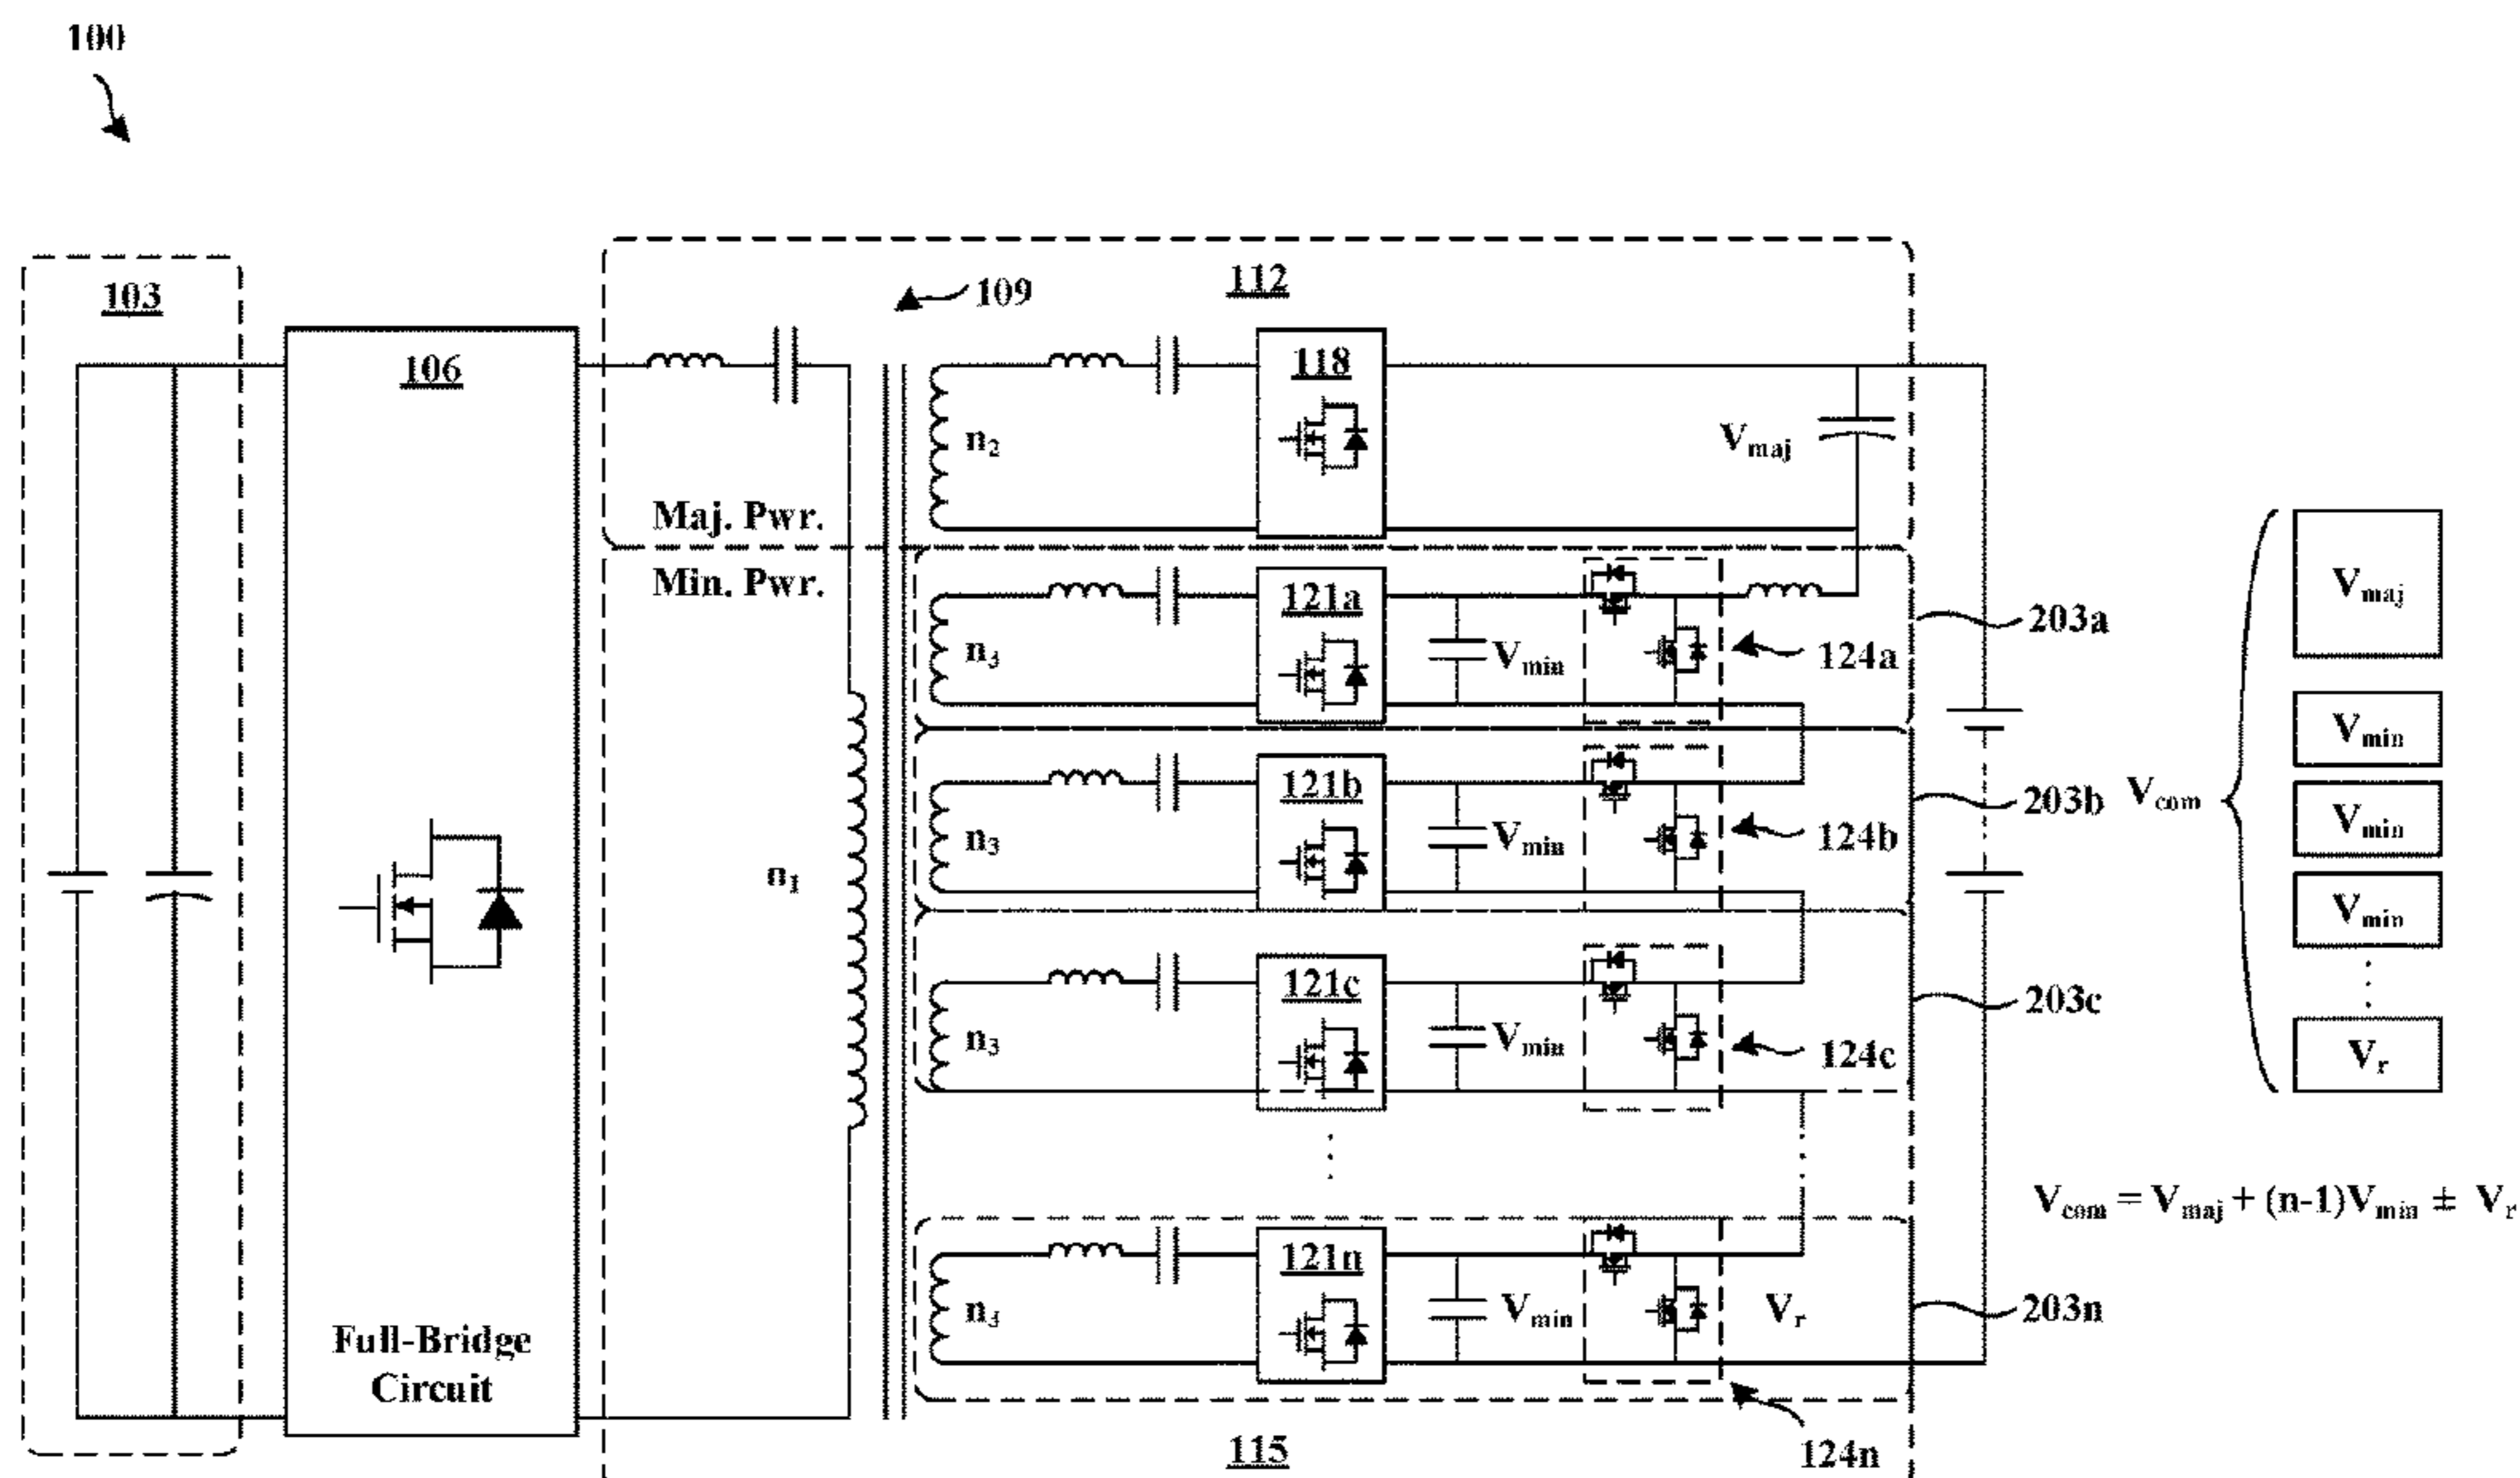 100
103
106
Full-Bridge
Circuit
112
109
Maj. Pwr.
Min. Pwr.
n₁
n₂
118
Vmaj
n₃
121a
Vmin
124a
203a
n₃
121b
Vmin
124b
203b
n₃
121c
Vmin
124c
203c
n₃
121n
Vmin
Vr
203n
124n
115
Vcom
Vmaj
Vmin
Vmin
Vmin
Vr
Vcom = Vmaj + (n-1)Vmin ± Vr